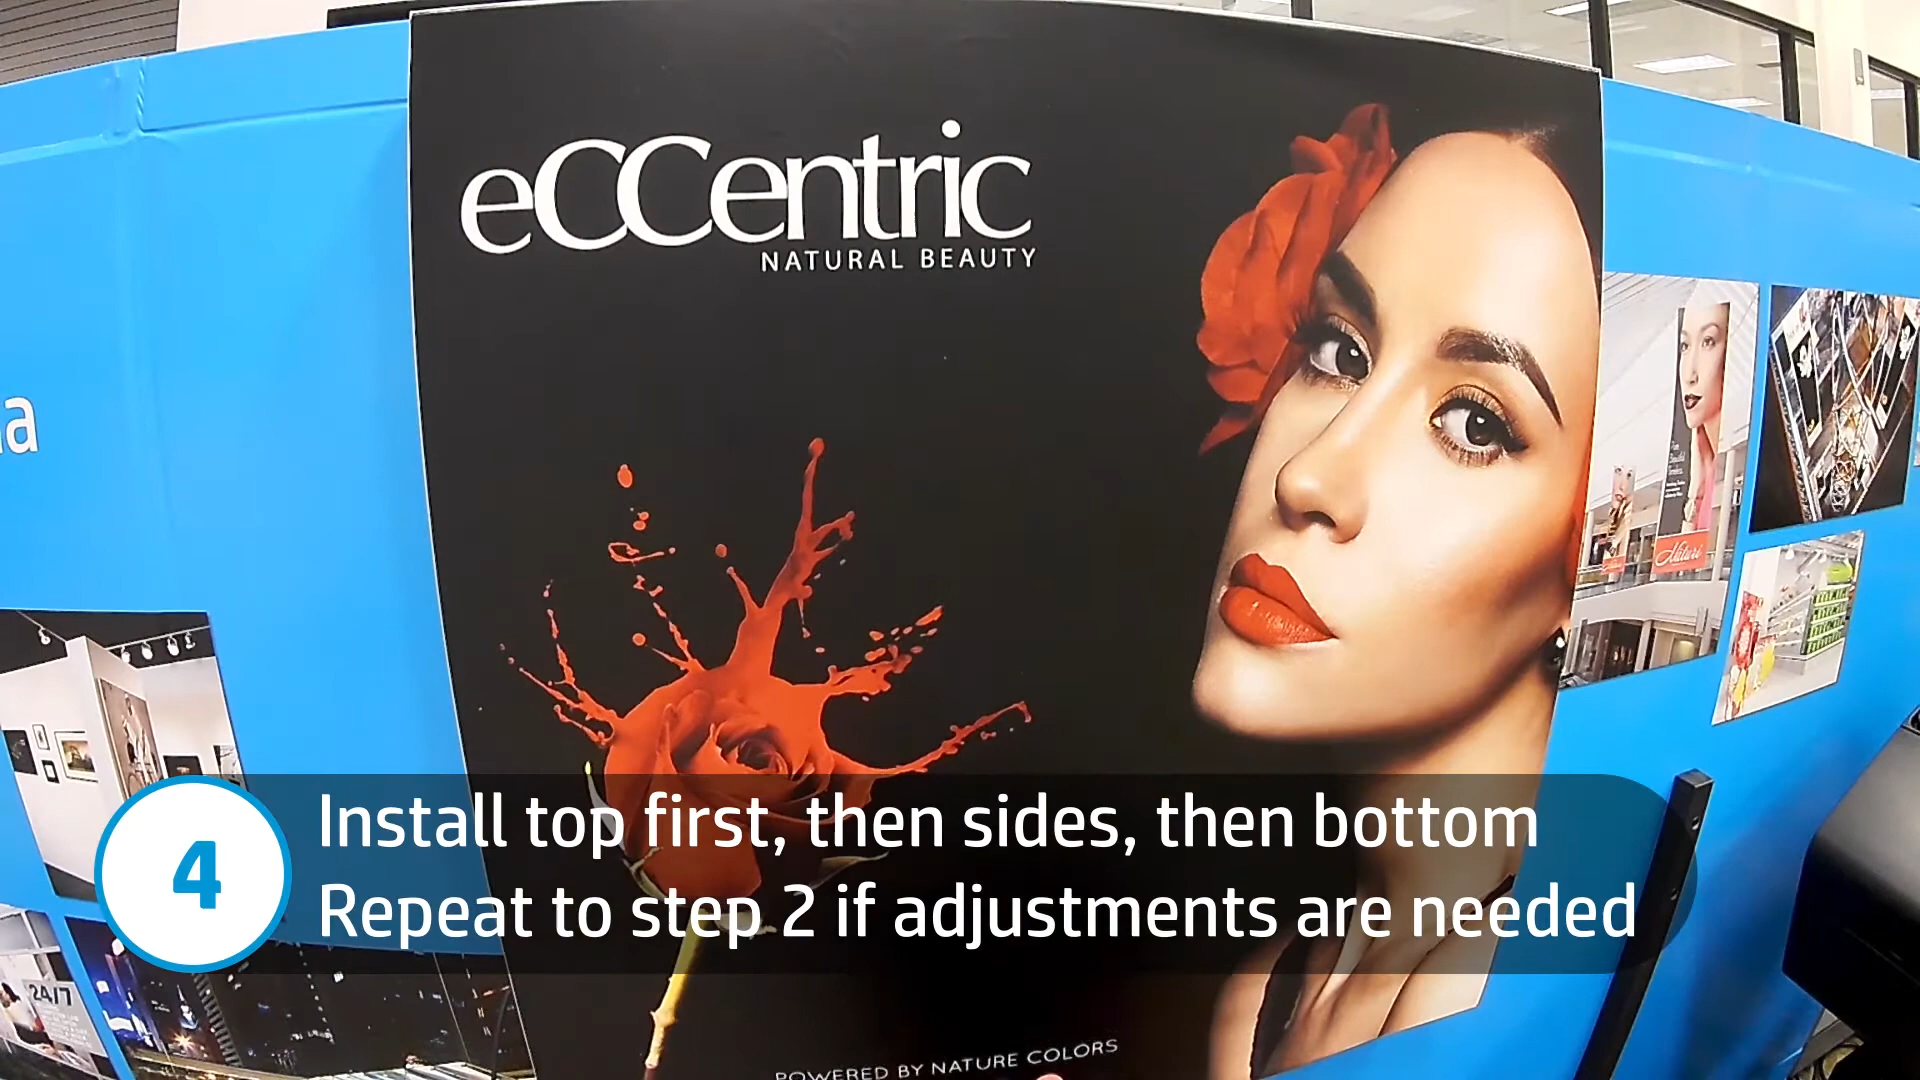 eCCentric
NATURAL BEAUTY
a
Naturi
24/7
4
Install top first, then sides, then bottom
Repeat to step 2 if adjustments are needed
POWERED BY NATURE COLORS